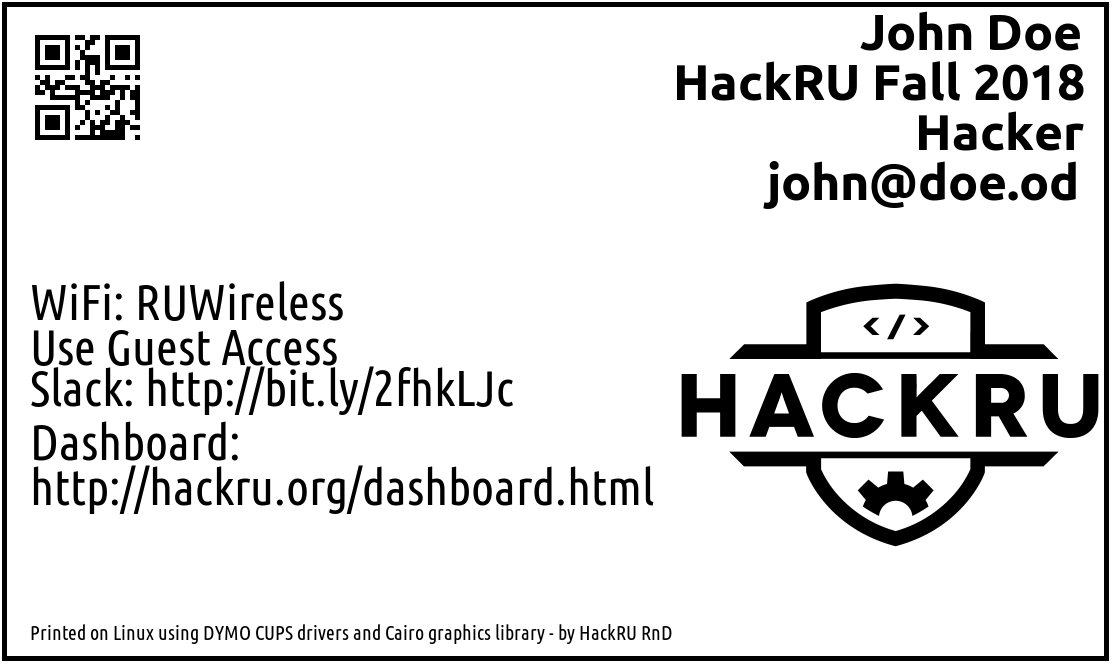 John Doe
HackRU Fall 2018
Hacker
john@doe.od
WiFi: RUWireless
Use Guest Access
Slack: http://bit.ly/2fhkLJc
Dashboard:
http://hackru.org/dashboard.html
</>
HACKRU
Printed on Linux using DYMO CUPS drivers and Cairo graphics library - by HackRU RnD